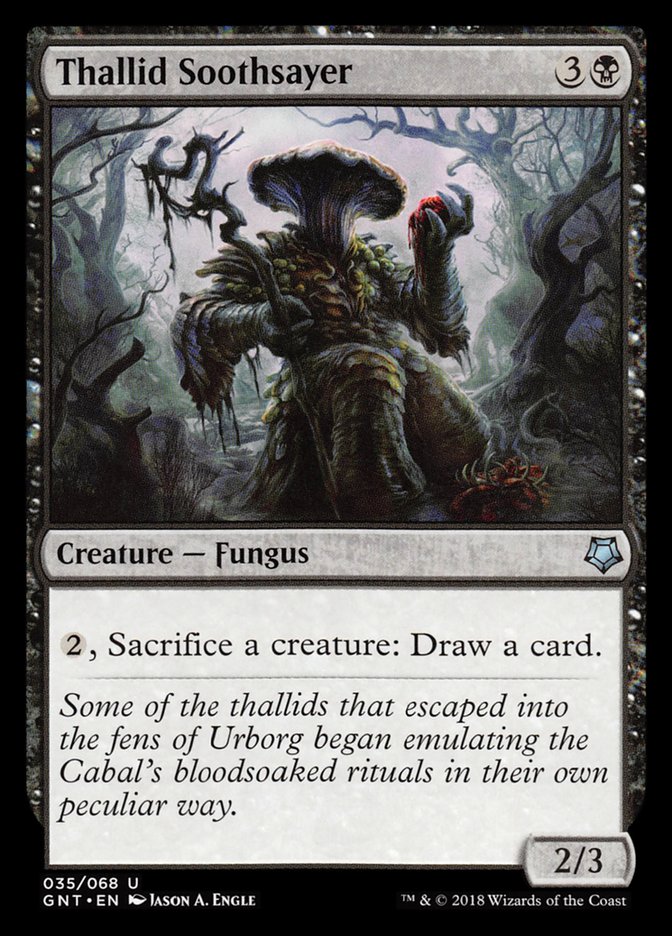 Thallid Soothsayer 3
Creature — Fungus
2, Sacrifice a creature: Draw a card.
Some of the thallids that escaped into
the fens of Urborg began emulating the
Cabal's bloodsoaked rituals in their own
peculiar way.
2/3
035/068 U
GNT • EN Jason A. Engle
™ & © 2018 Wizards of the Coast